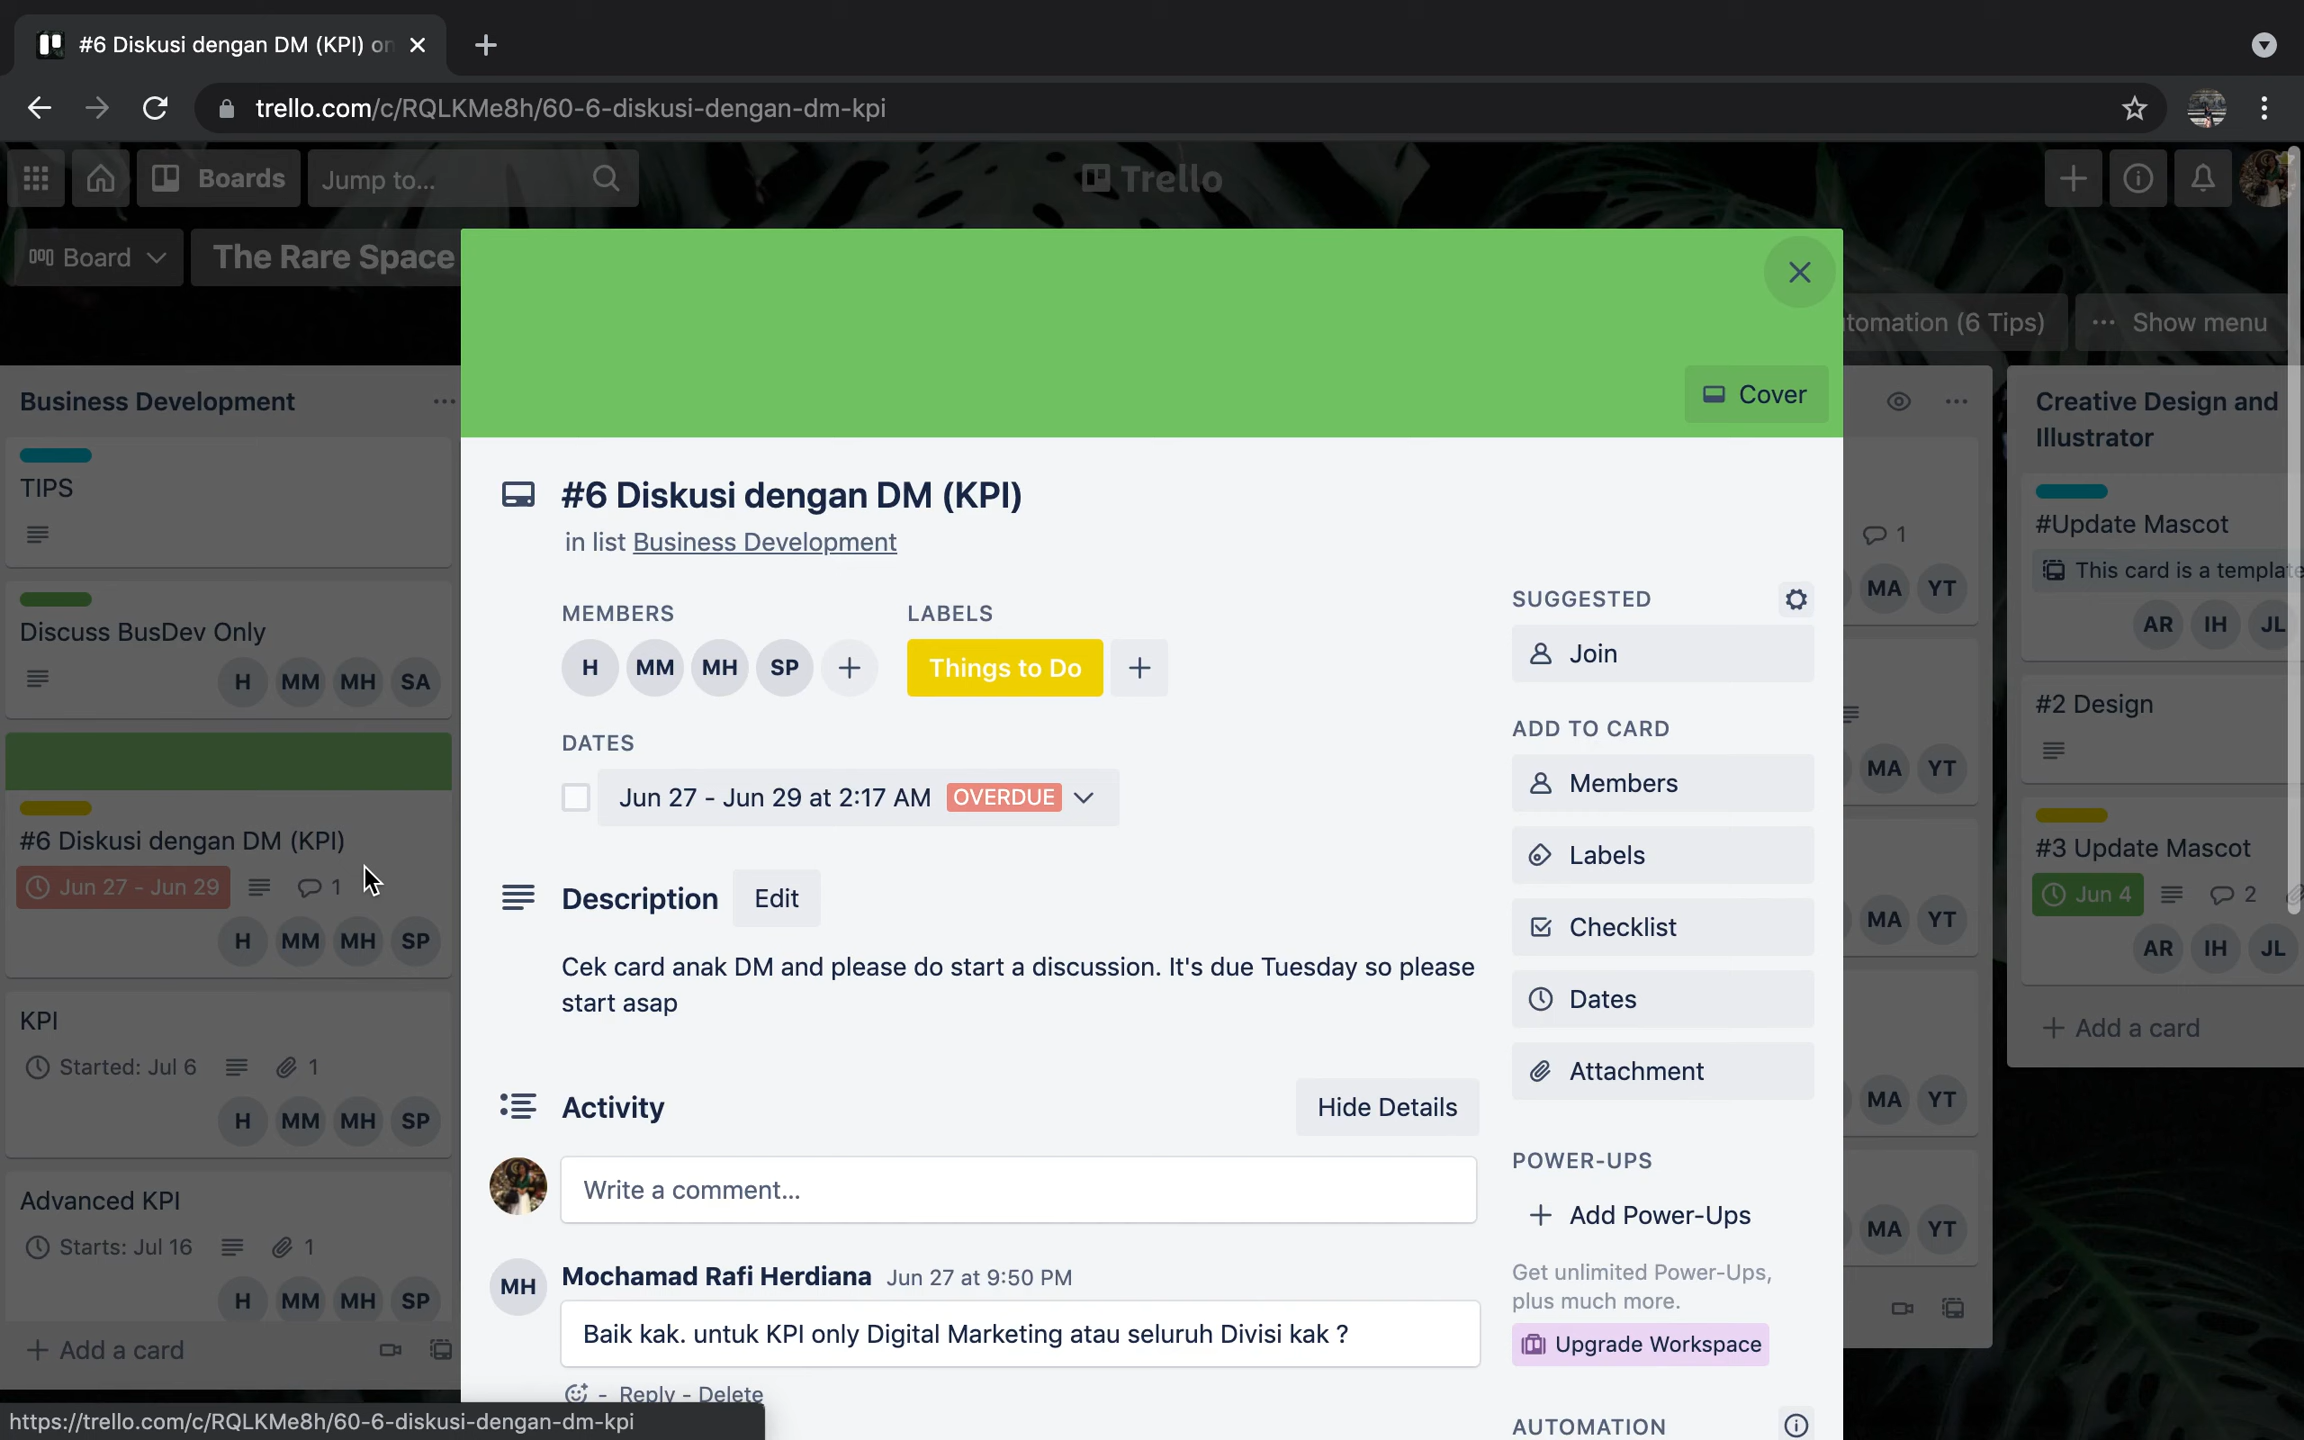 #6 Diskusi dengan DM (KPI) on
trello.com/c/RQLKMe8h/60-6-diskusi-dengan-dm-kpi
Boards
Jump to...
Trello
Board
The Rare Space
tomation (6 Tips)
Show menu
Business Development
TIPS
Discuss BusDev Only
H MM MH SA
#6 Diskusi dengan DM (KPI)
Jun 27 - Jun 29
1
H MM MH SP
KPI
Started: Jul 6
1
H MM MH SP
Advanced KPI
Starts: Jul 16
1
H MM MH SP
+ Add a card
https://trello.com/c/RQLKMe8h/60-6-diskusi-dengan-dm-kpi
Cover
#6 Diskusi dengan DM (KPI)
in list Business Development
MEMBERS
H MM MH SP +
LABELS
Things to Do +
DATES
Jun 27 - Jun 29 at 2:17 AM OVERDUE
Description Edit
Cek card anak DM and please do start a discussion. It's due Tuesday so please
start asap
Activity Hide Details
Write a comment...
MH Mochamad Rafi Herdiana Jun 27 at 9:50 PM
Baik kak. untuk KPI only Digital Marketing atau seluruh Divisi kak ?
- Reply - Delete
SUGGESTED
Join
ADD TO CARD
Members
Labels
Checklist
Dates
Attachment
POWER-UPS
+ Add Power-Ups
Get unlimited Power-Ups,
plus much more.
Upgrade Workspace
AUTOMATION
1
MA YT
MA YT
MA YT
MA YT
MA YT
Creative Design and
Illustrator
#Update Mascot
This card is a template
AR IH JL
#2 Design
#3 Update Mascot
Jun 4
2
AR IH JL
+ Add a card